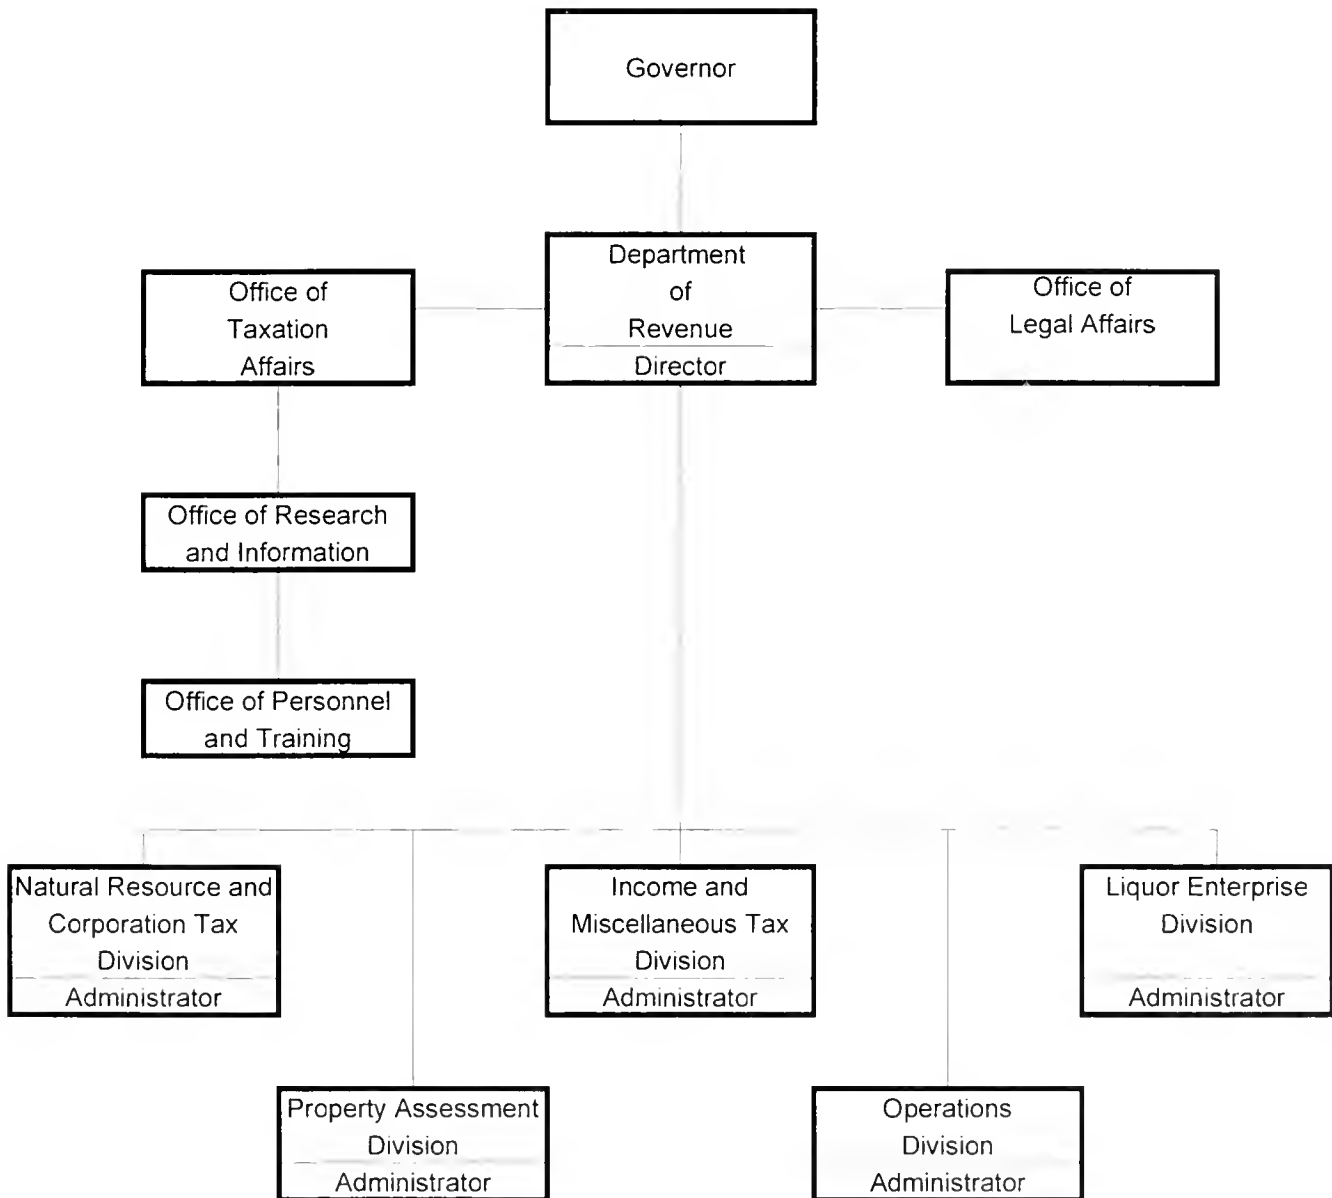 Governor
Department
of
Revenue
Director
Office of
Taxation
Affairs
Office of
Legal Affairs
Office of Research
and Information
Office of Personnel
and Training
Natural Resource and
Corporation Tax
Division
Administrator
Income and
Miscellaneous Tax
Division
Administrator
Liquor Enterprise
Division
Administrator
Property Assessment
Division
Administrator
Operations
Division
Administrator